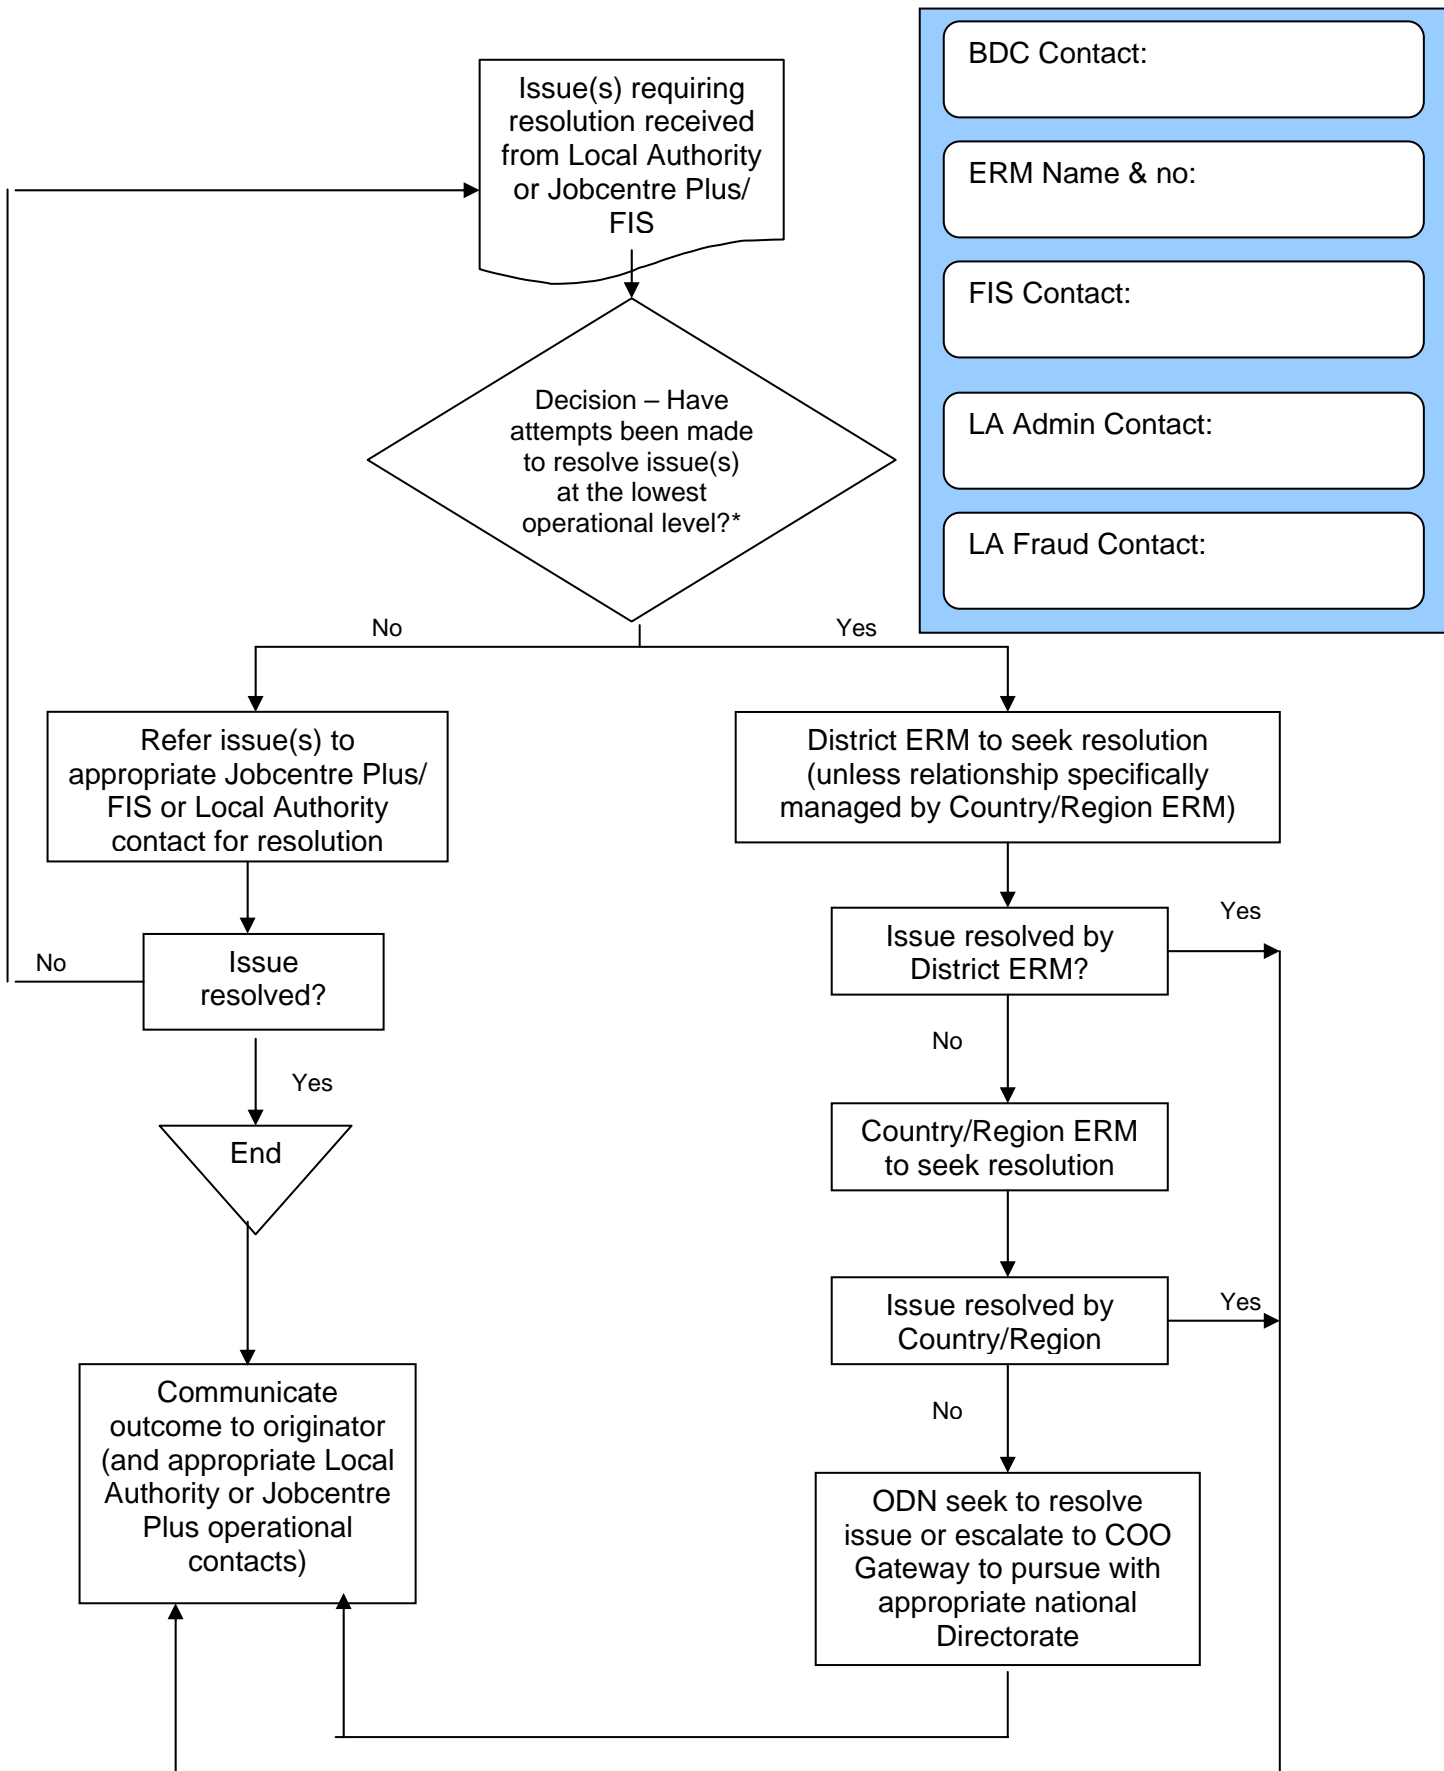 Issue(s) requiring
resolution received
from Local Authority
or Jobcentre Plus/
FIS
BDC Contact:
ERM Name & no:
FIS Contact:
LA Admin Contact:
LA Fraud Contact:
Decision – Have
attempts been made
to resolve issue(s)
at the lowest
operational level?*
No
Yes
Refer issue(s) to
appropriate Jobcentre Plus/
FIS or Local Authority
contact for resolution
District ERM to seek resolution
(unless relationship specifically
managed by Country/Region ERM)
Issue
resolved?
No
Yes
End
Issue resolved by
District ERM?
Yes
No
Country/Region ERM
to seek resolution
Issue resolved by
Country/Region
Yes
No
Communicate
outcome to originator
(and appropriate Local
Authority or Jobcentre
Plus operational
contacts)
ODN seek to resolve
issue or escalate to COO
Gateway to pursue with
appropriate national
Directorate